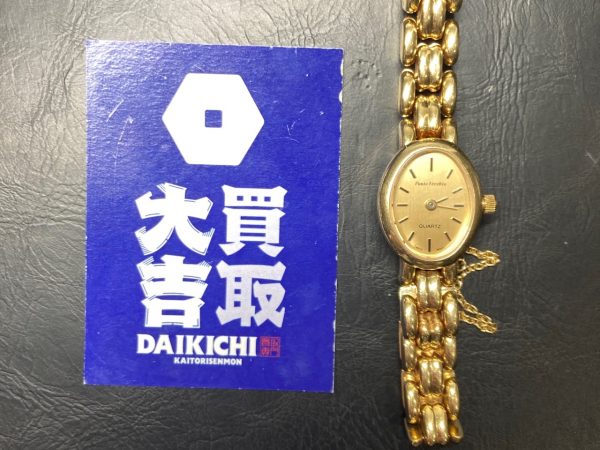 買取
大吉
DAIKICHI
KAITORISENMON
QUARTZ